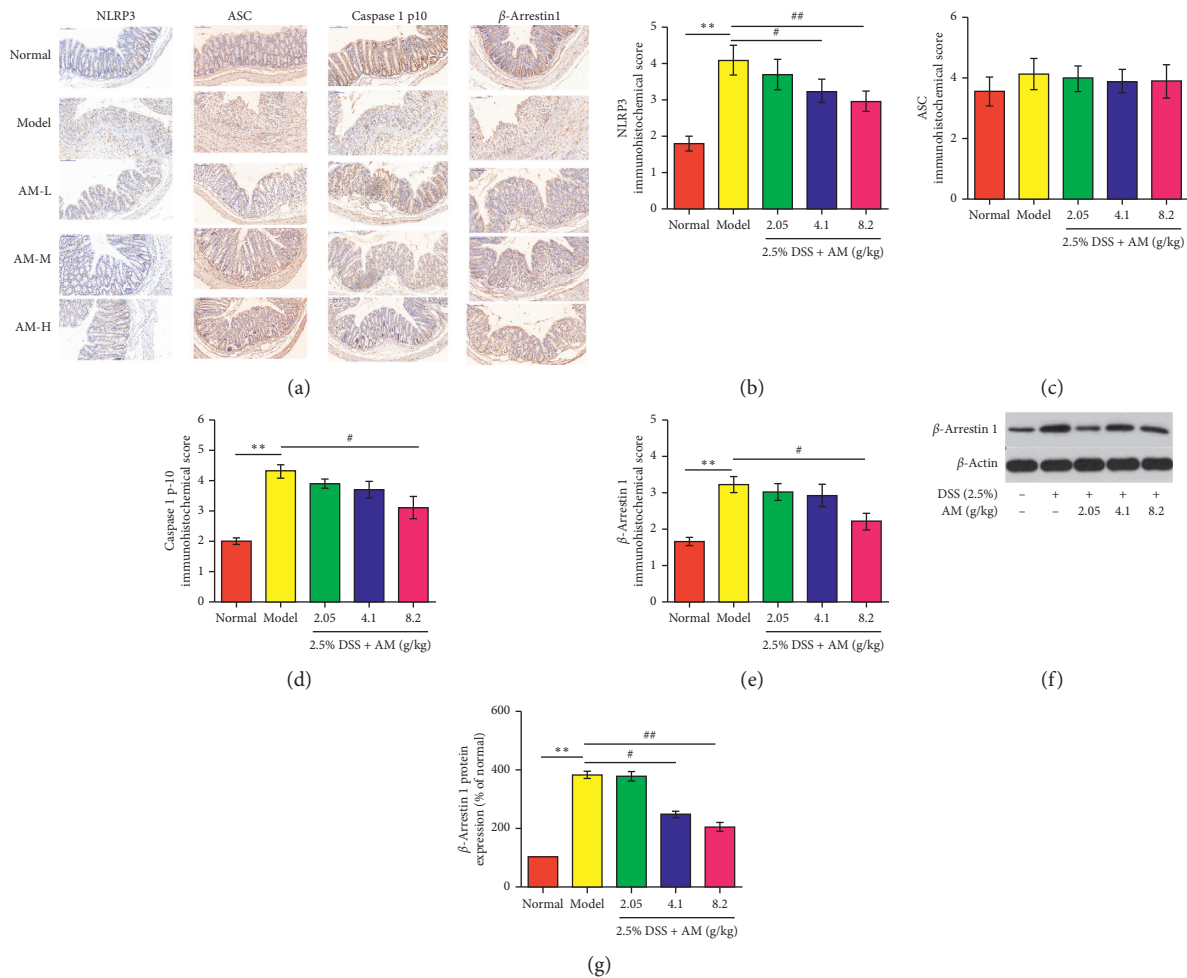 NLRP3 ASC Caspase 1 p10 β-Arrestin1
Normal
Model
AM-L
AM-M
AM-H
(a)
NLRP3
immunohistochemical score
5
4
3
2
1
0
** # ##
Normal Model 2.05 4.1 8.2
2.5% DSS + AM (g/kg)
(b)
ASC
immunohistochemical score
6
4
2
0
Normal Model 2.05 4.1 8.2
2.5% DSS + AM (g/kg)
(c)
Caspase 1 p-10
immunohistochemical score
6
5
4
3
2
1
0
** #
Normal Model 2.05 4.1 8.2
2.5% DSS + AM (g/kg)
(d)
β-Arrestin 1
immunohistochemical score
5
4
3
2
1
0
** #
Normal Model 2.05 4.1 8.2
2.5% DSS + AM (g/kg)
(e)
β-Arrestin 1
β-Actin
DSS (2.5%) – + + + +
AM (g/kg) – – 2.05 4.1 8.2
(f)
β-Arrestin 1 protein
expression (% of normal)
600
400
200
0
** # ##
Normal Model 2.05 4.1 8.2
2.5% DSS + AM (g/kg)
(g)